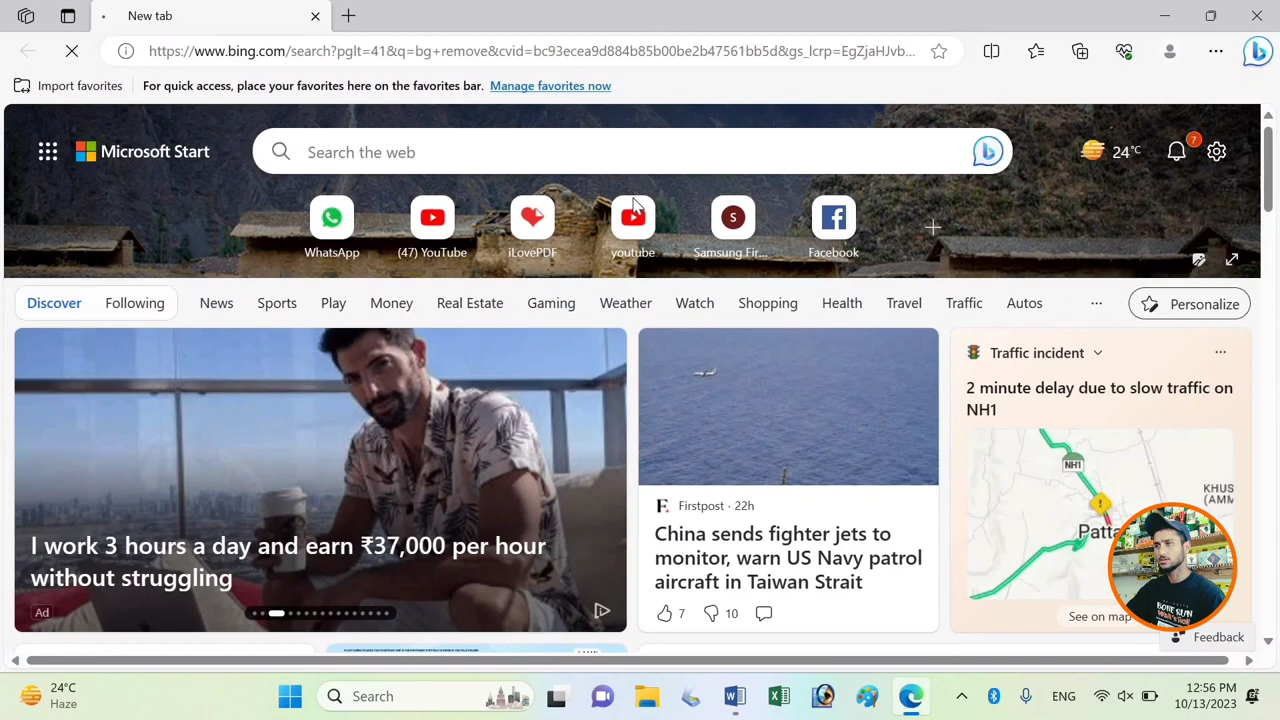 New tab
https://www.bing.com/search?pglt=41&q=bg+remove&cvid=bc93ecea9d884b85b00be2b47561bb5d&gs_lcrp=EgZjaHJvb...
Import favorites
For quick access, place your favorites here on the favorites bar. Manage favorites now
Microsoft Start
Search the web
24°C
7
WhatsApp
(47) YouTube
iLovePDF
youtube
S
Samsung Fir...
Facebook
Discover
Following
News
Sports
Play
Money
Real Estate
Gaming
Weather
Watch
Shopping
Health
Travel
Traffic
Autos
...
Personalize
I work 3 hours a day and earn ₹37,000 per hour
without struggling
Ad
Firstpost · 22h
China sends fighter jets to
monitor, warn US Navy patrol
aircraft in Taiwan Strait
7
10
Traffic incident
2 minute delay due to slow traffic on
NH1
NH1
KHUS
(AMM
Patta
See on map
Feedback
24°C
Haze
Search
ENG
12:56 PM
10/13/2023